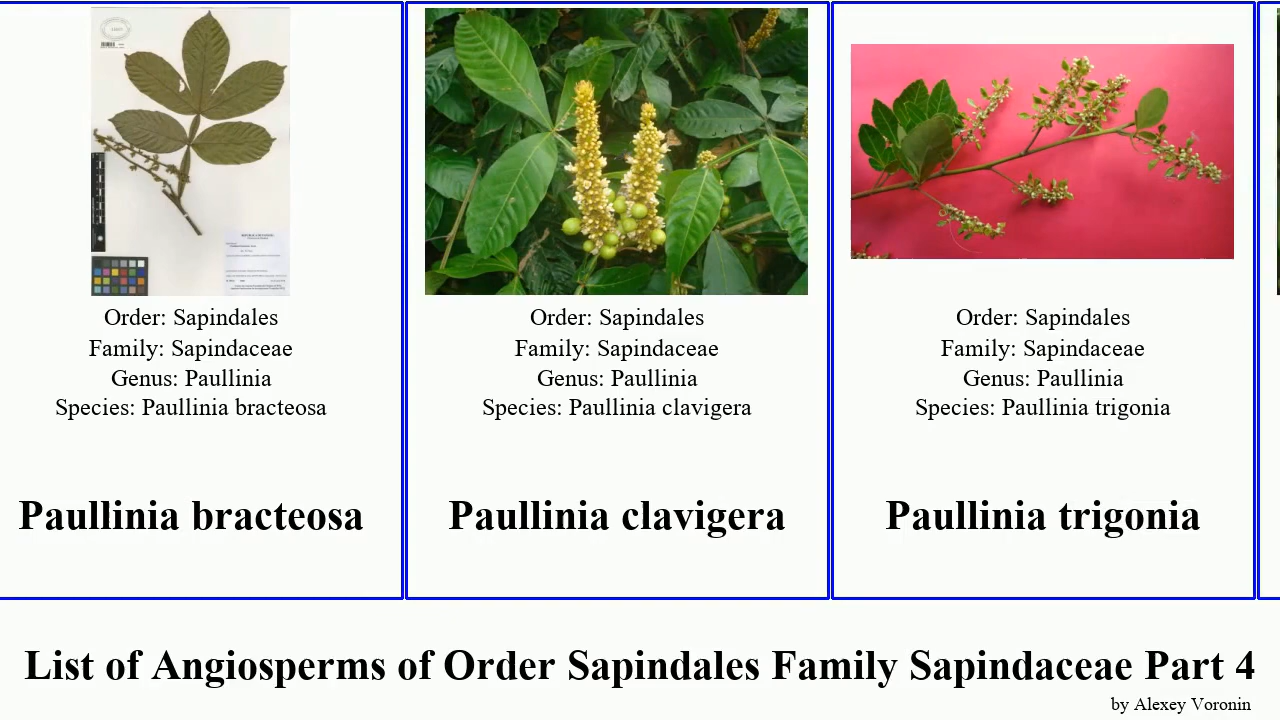 Order: Sapindales
Family: Sapindaceae
Genus: Paullinia
Species: Paullinia bracteosa
Paullinia bracteosa
Order: Sapindales
Family: Sapindaceae
Genus: Paullinia
Species: Paullinia clavigera
Paullinia clavigera
Order: Sapindales
Family: Sapindaceae
Genus: Paullinia
Species: Paullinia trigonia
Paullinia trigonia
List of Angiosperms of Order Sapindales Family Sapindaceae Part 4
by Alexey Voronin